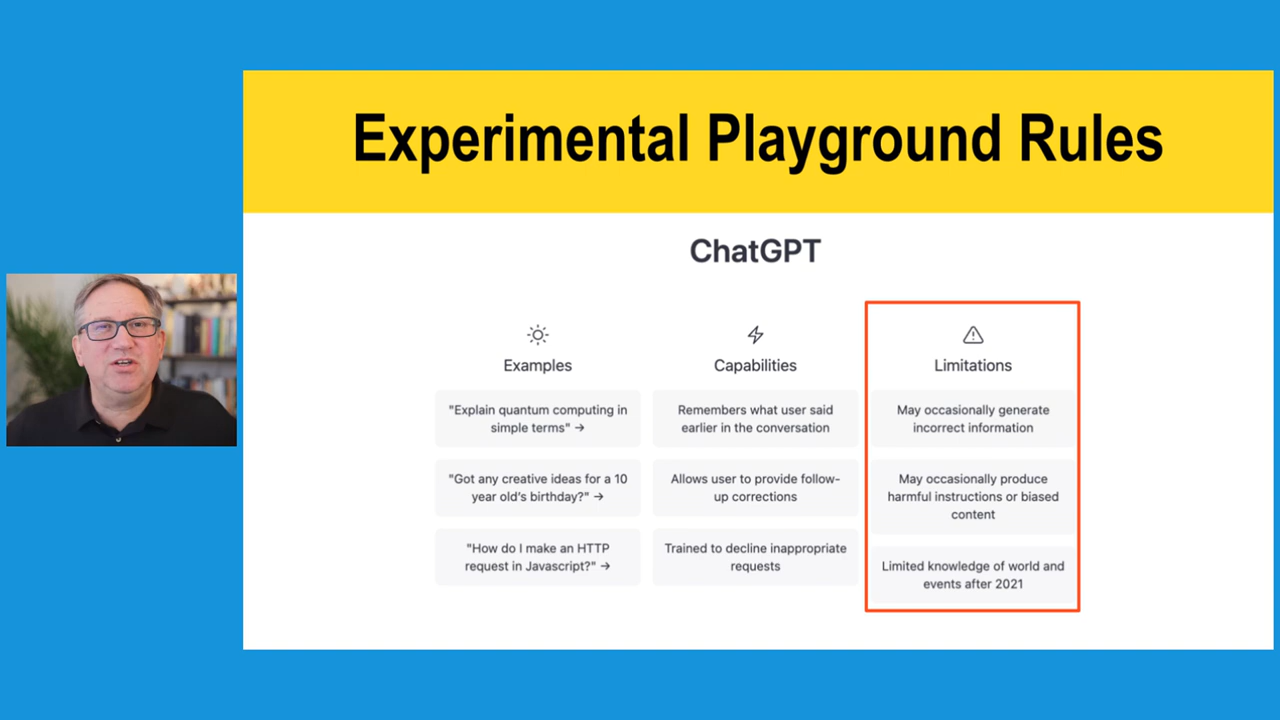 Experimental Playground Rules
ChatGPT
Examples
"Explain quantum computing in
simple terms" →
"Got any creative ideas for a 10
year old's birthday?" →
"How do I make an HTTP
request in Javascript?" →
Capabilities
Remembers what user said
earlier in the conversation
Allows user to provide follow-
up corrections
Trained to decline inappropriate
requests
Limitations
May occasionally generate
incorrect information
May occasionally produce
harmful instructions or biased
content
Limited knowledge of world and
events after 2021